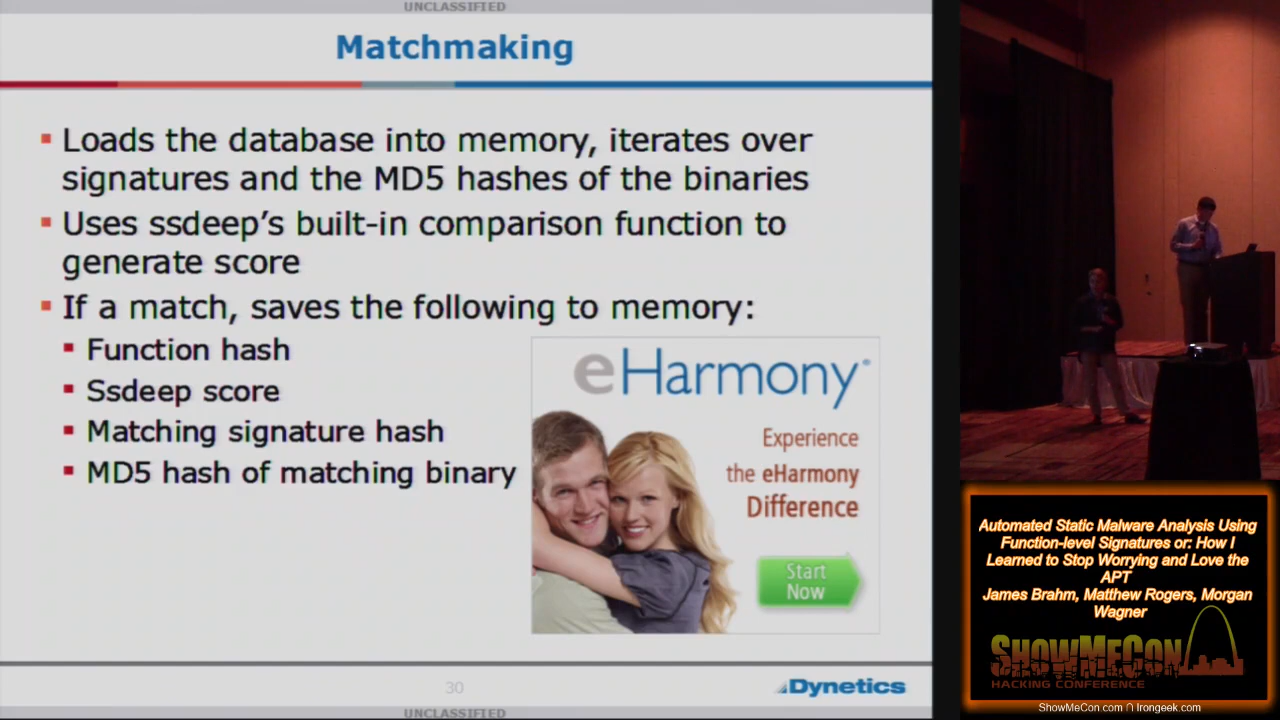 UNCLASSIFIED
Matchmaking
Loads the database into memory, iterates over
signatures and the MD5 hashes of the binaries
Uses ssdeep's built-in comparison function to
generate score
If a match, saves the following to memory:
Function hash
Ssdeep score
Matching signature hash
MD5 hash of matching binary
eHarmony®
Experience
the eHarmony
Difference
Start
Now
30
Dynetics
UNCLASSIFIED
Automated Static Malware Analysis Using
Function-level Signatures or: How I
Learned to Stop Worrying and Love the
APT
James Brahm, Matthew Rogers, Morgan
Wagner
ShowMeCon
HACKING CONFERENCE
ShowMeCon.com ∩ Irongeek.com